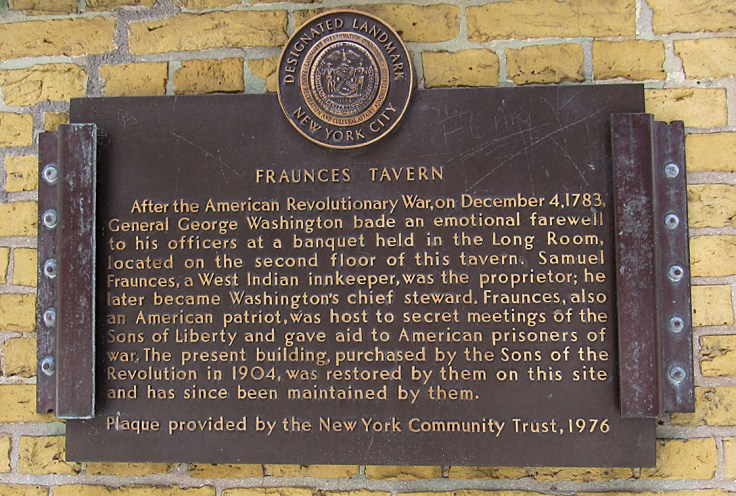 DESIGNATED LANDMARK
NEW YORK CITY
FRAUNCES TAVERN
After the American Revolutionary War, on December 4, 1783,
General George Washington bade an emotional farewell
to his officers at a banquet held in the Long Room,
located on the second floor of this tavern. Samuel
Fraunces, a West Indian innkeeper, was the proprietor; he
later became Washington's chief steward. Fraunces, also
an American patriot, was host to secret meetings of the
Sons of Liberty and gave aid to American prisoners of
war. The present building, purchased by the Sons of the
Revolution in 1904, was restored by them on this site
and has since been maintained by them.
Plaque provided by the New York Community Trust, 1976